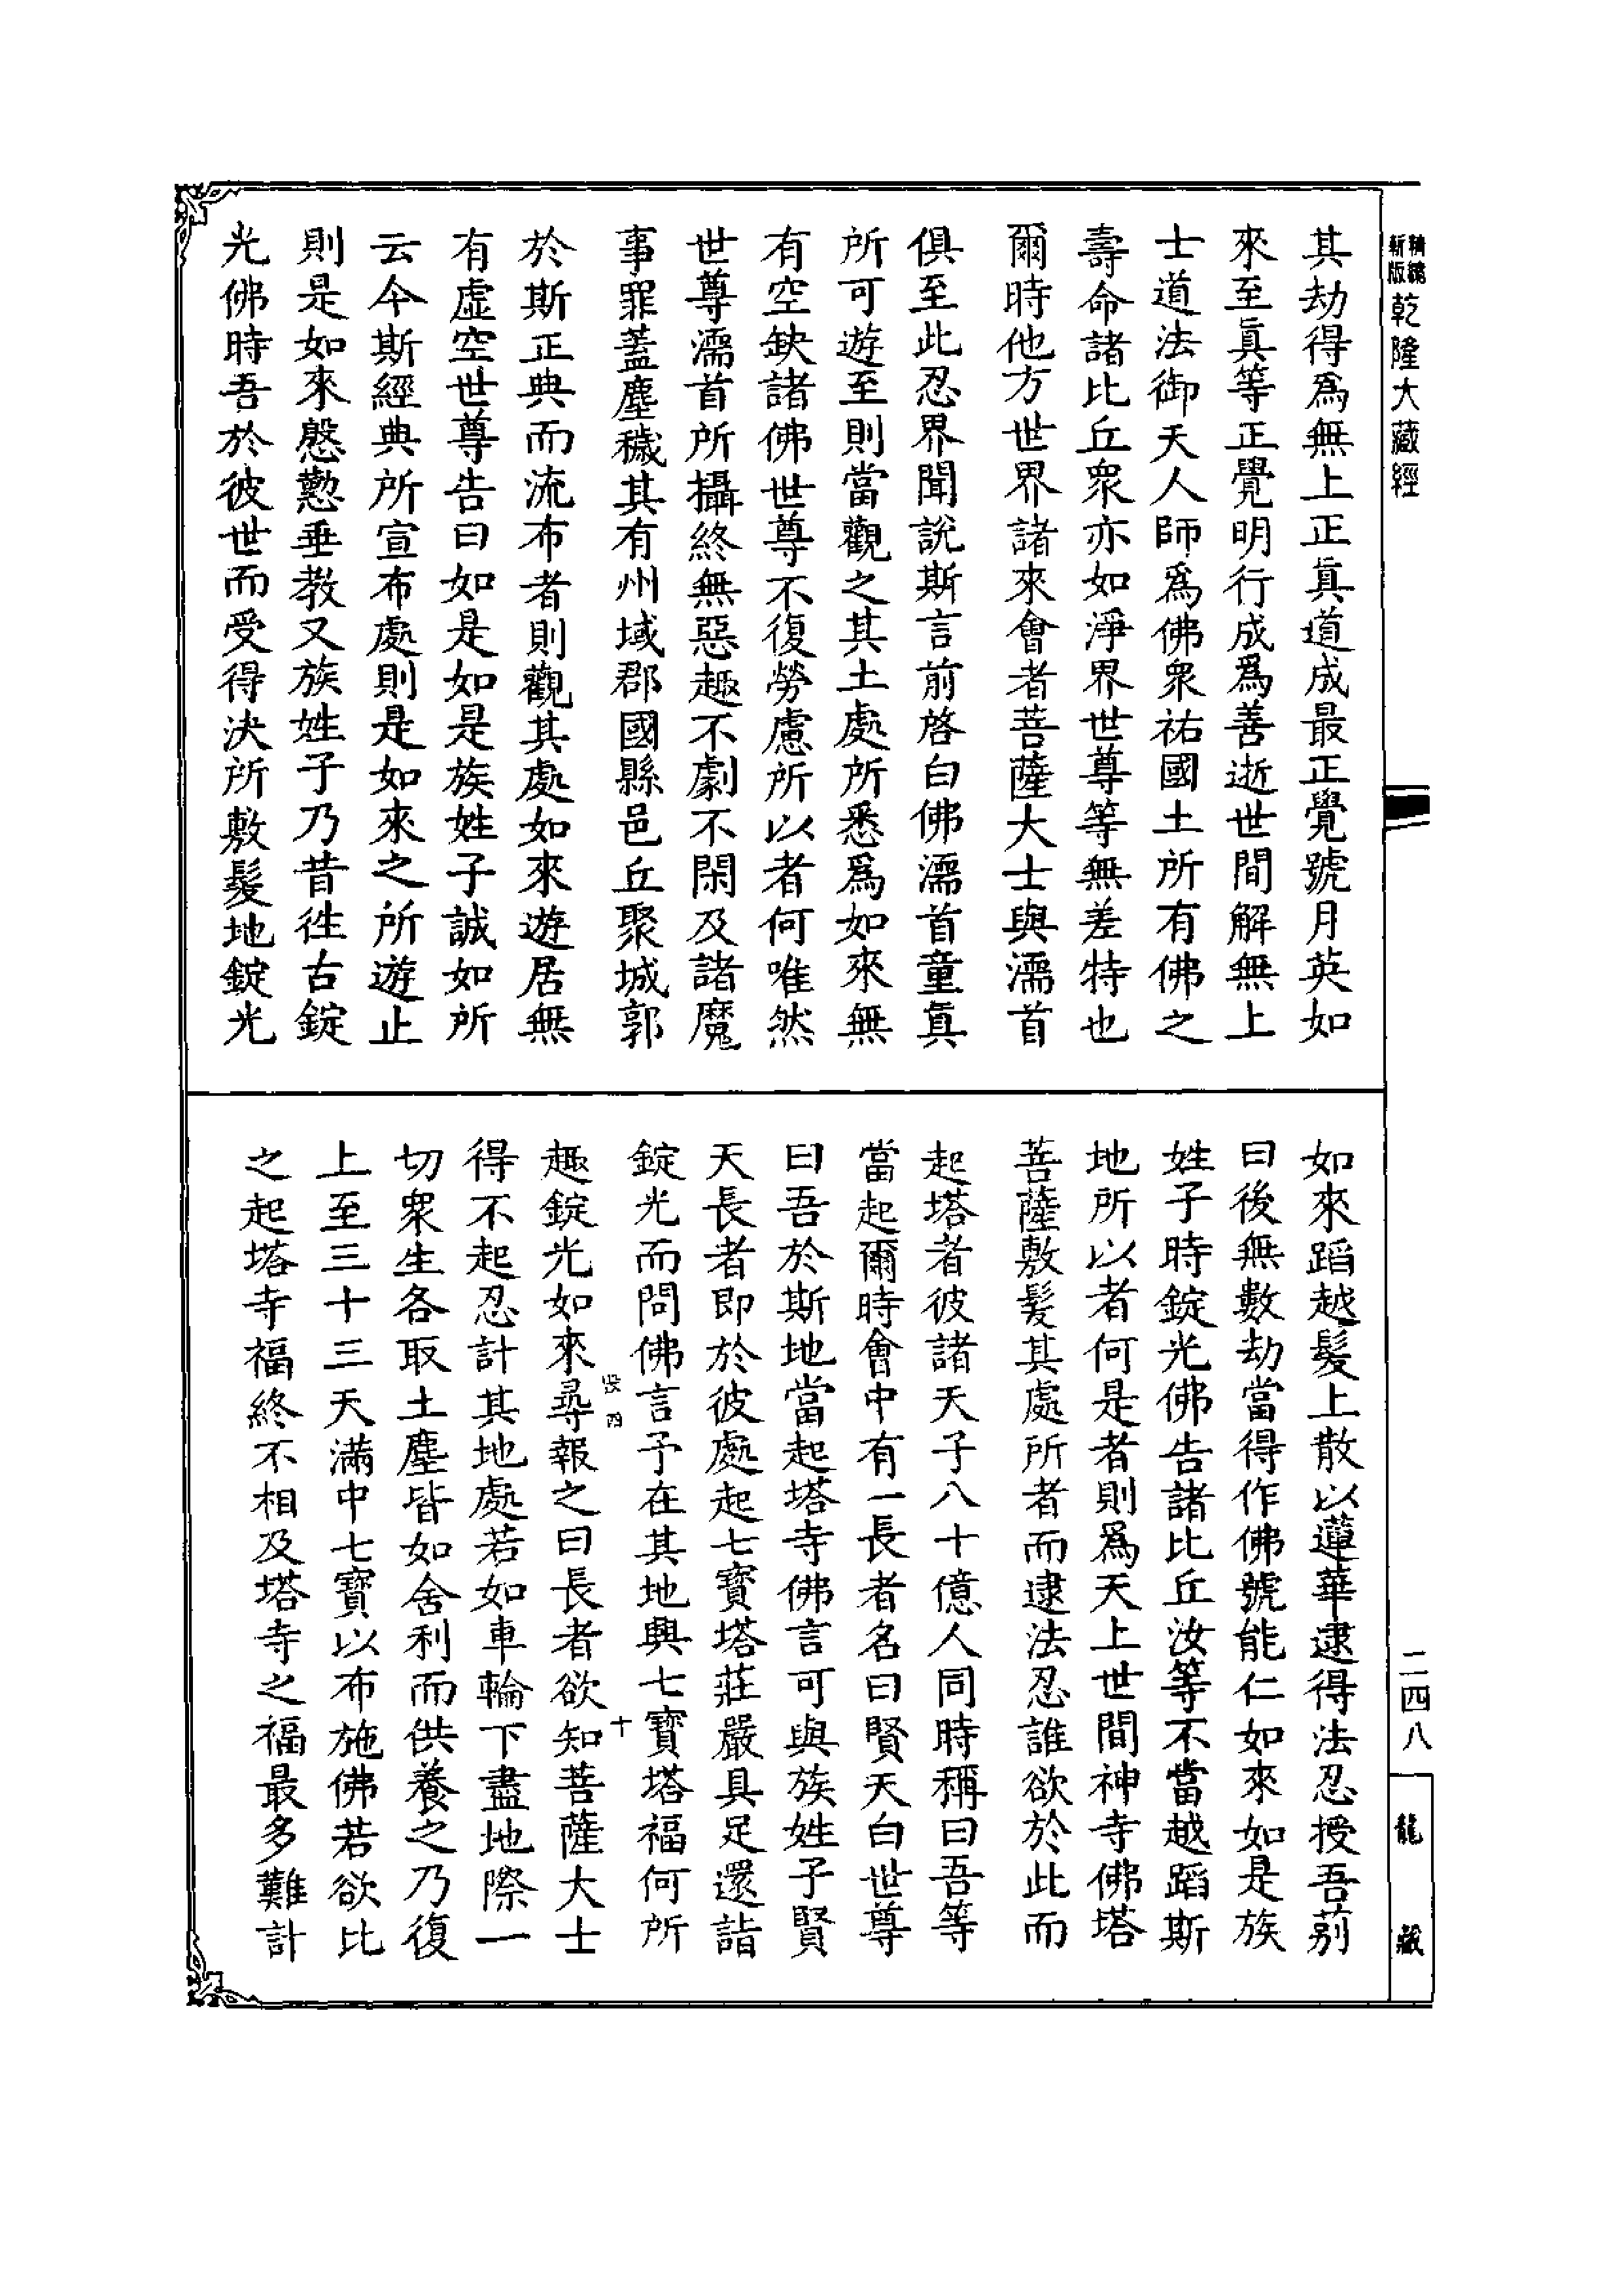 精編
新版
乾隆大藏經
其劫得為無上正眞道成最正覺號月英如
來至眞等正覺明行成爲善逝世間解無上
士道法御天人師爲佛衆祐國土所有佛之
壽命諸比丘衆亦如淨界世尊等無差特也
爾時他方世界諸來會者菩薩大士與濡首
俱至此忍界聞說斯言前啓白佛濡首童眞
所可遊至則當觀之其土處所悉爲如來無
有空缺諸佛世尊不復勞慮所以者何唯然
世尊濡首所攝終無惡趣不劇不閑及諸魔
事罪蓋塵穢其有州域郡國縣邑丘聚城郭
於斯正典而流布者則觀其處如來遊居無
有虛空世尊告曰如是如是族姓子誠如所
云今斯經典所宣布處則是如來之所遊止
則是如來慇懃垂教又族姓子乃昔徃古錠
光佛時吾於彼世而受得決所敷髮地錠光
如來蹈越髮上散以蓮華逮得法忍授吾莂
曰後無數劫當得作佛號能仁如來如是族
姓子時錠光佛告諸比丘汝等不當越蹈斯
地所以者何是者則爲天上世間神寺佛塔
菩薩敷髮其處所者而逮法忍誰欲於此而
起塔者彼諸天子八十億人同時稱曰吾等
當起爾時會中有一長者名曰賢天白世尊
曰吾於斯地當起塔寺佛言可與族姓子賢
天長者即於彼處起七寶塔莊嚴具足還詣
錠光而問佛言予在其地興七寶塔福何所
十
趣錠光如來尋報之曰長者欲知菩薩大士
得不起忍計其地處若如車輪下盡地際一
切衆生各取土塵皆如舍利而供養之乃復
上至三十三天滿中七寶以布施佛若欲比
之起塔寺福終不相及塔寺之福最多難計
二四八
龍藏